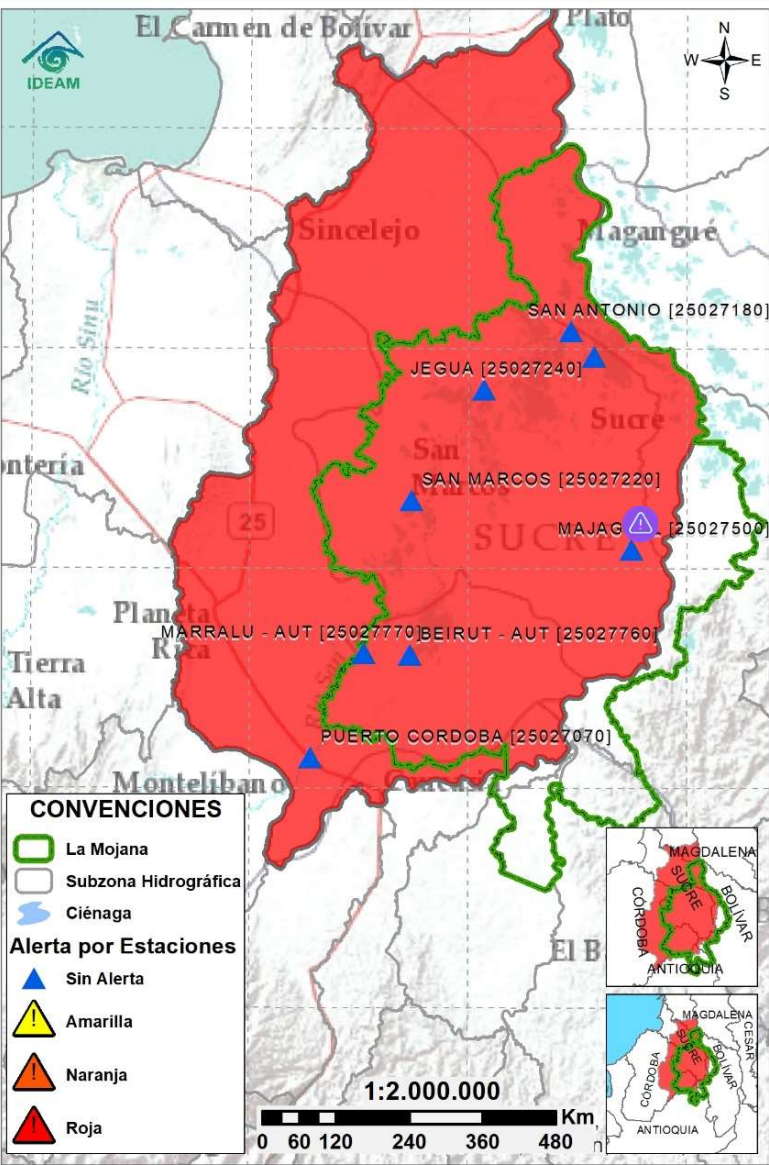 El Carmen de Bolívar
Plato
IDEAM
N
W E
S
Sincelejo
Magangué
Río Sinú
SAN ANTONIO [25027180]
JEGUA [25027240]
Sucre
San
Marcos
SAN MARCOS [25027220]
25
MAJAG L [25027500]
SUCRE
Planeta
Rica
MARRALU - AUT [25027770]
BEIRUT - AUT [25027760]
Tierra
Alta
PUERTO CORDOBA [25027070]
Montelíbano
CONVENCIONES
La Mojana
Subzona Hidrográfica
Ciénaga
Alerta por Estaciones
Sin Alerta
Amarilla
Naranja
Roja
El B
1:2.000.000
Km
0 60 120 240 360 480
MAGDALENA
SUCRE
BOLÍVAR
CÓRDOBA
ANTIOQUIA
MAGDALENA
CESAR
SUCRE
BOLÍVAR
CÓRDOBA
ANTIOQUIA